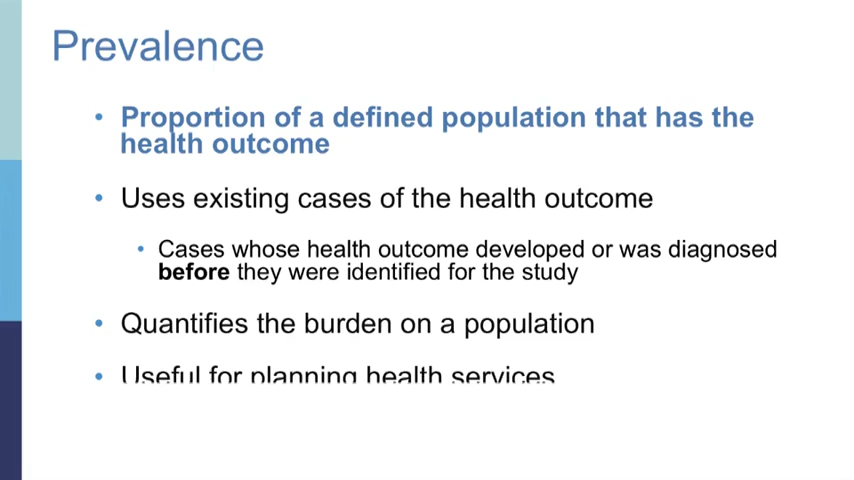 Prevalence
• Proportion of a defined population that has the
health outcome
• Uses existing cases of the health outcome
• Cases whose health outcome developed or was diagnosed
before they were identified for the study
• Quantifies the burden on a population
• Useful for planning health services